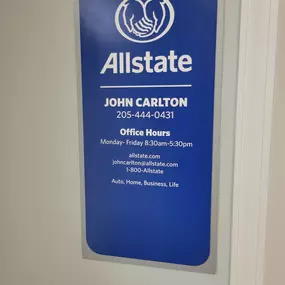 Allstate
JOHN CARLTON
205-444-0431
Office Hours
Monday- Friday 8:30am-5:30pm
allstate.com
johncarlton@allstate.com
1-800-Allstate
Auto, Home, Business, Life